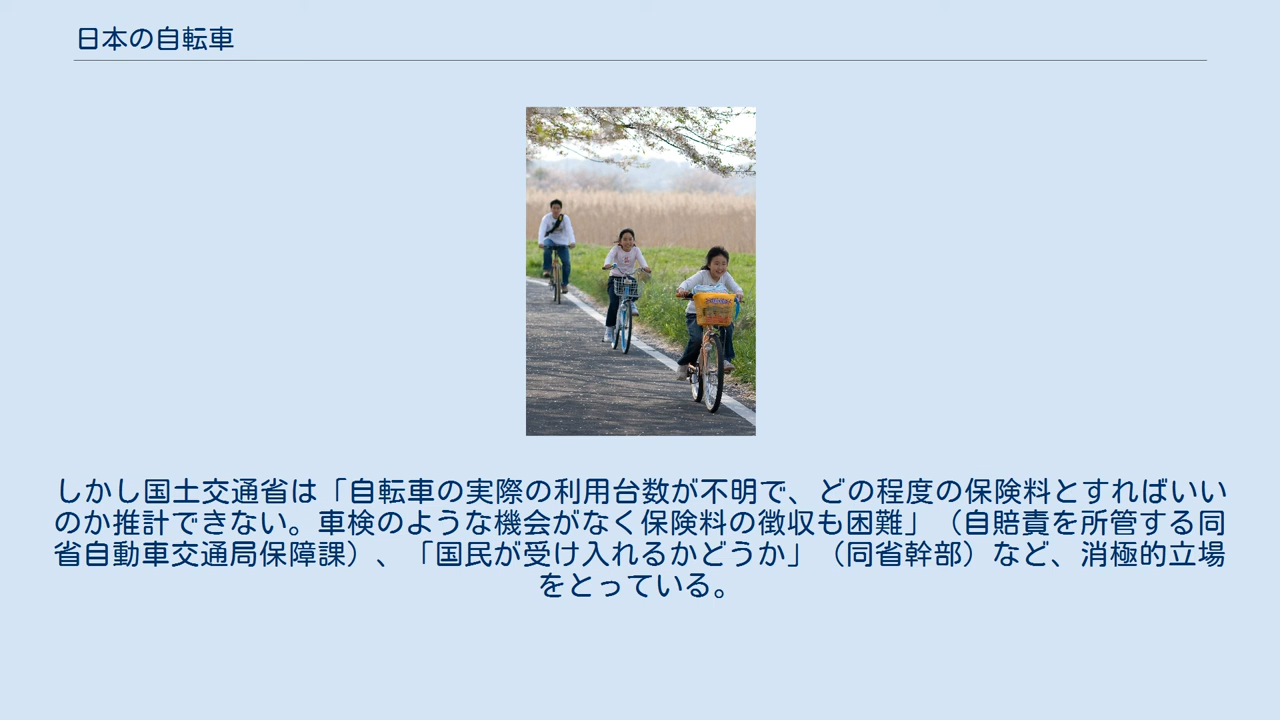 日本の自転車
しかし国土交通省は「自転車の実際の利用台数が不明で、どの程度の保険料とすればいい
のか推計できない。車検のような機会がなく保険料の徴収も困難」（自賠責を所管する同
省自動車交通局保障課）、「国民が受け入れるかどうか」（同省幹部）など、消極的立場
をとっている。